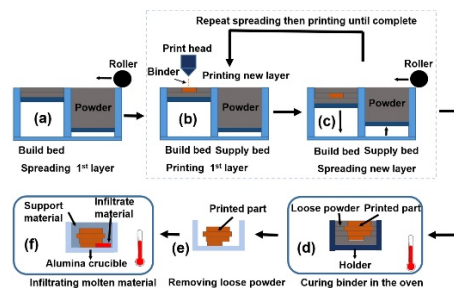 Repeat spreading then printing until complete
Print head
Roller
Binder
Printing new layer
Roller
Powder
Powder
(a)
(b)
(c)
Build bed
Build bed Supply bed
Build bed Supply bed
Spreading 1st layer
Printing 1st layer
Spreading new layer
Support material
Infiltrate material
Printed part
Loose powder
Printed part
(f)
(e)
(d)
Alumina crucible
Holder
Infiltrating molten material
Removing loose powder
Curing binder in the oven